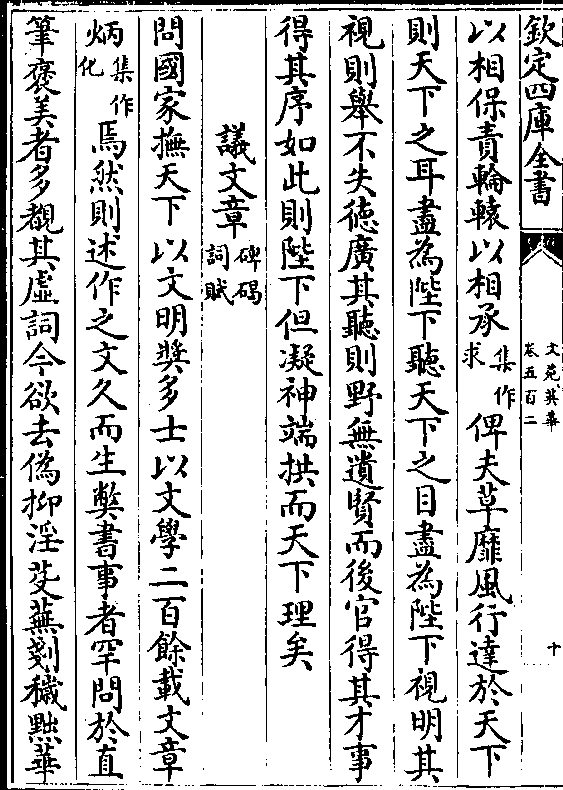 欽定四庫全書
文苑英華
卷五百二
十
以相保責輪轅以相承集作求俾夫草靡風行達於天下
則天下之耳盡為陛下聽天下之目盡為陛下視明其
視則舉不失德廣其聽則野無遺賢而後官得其才事
得其序如此則陛下但凝神端拱而天下理矣
議文章碑碣詞賦
問國家撫天下以文明奬多士以文學二百餘載文章
炳集作化焉然則述作之文久而生弊書事者罕問於直
筆褒美者多覩其虛詞今欲去偽抑淫芟蕪剗穢黜華